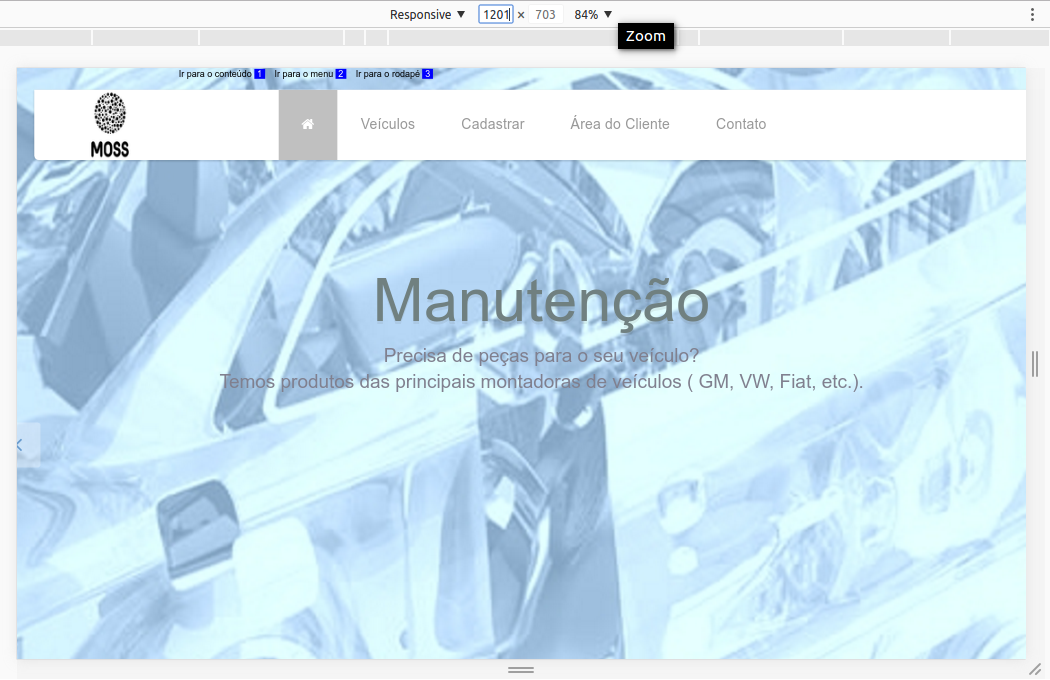 Responsive ▼ 1201 × 703 84% ▼
Zoom
Ir para o conteúdo 1 Ir para o menu 2 Ir para o rodapé 3
MOSS
Veículos Cadastrar Área do Cliente Contato
Manutenção
Precisa de peças para o seu veículo?
Temos produtos das principais montadoras de veículos ( GM, VW, Fiat, etc.).